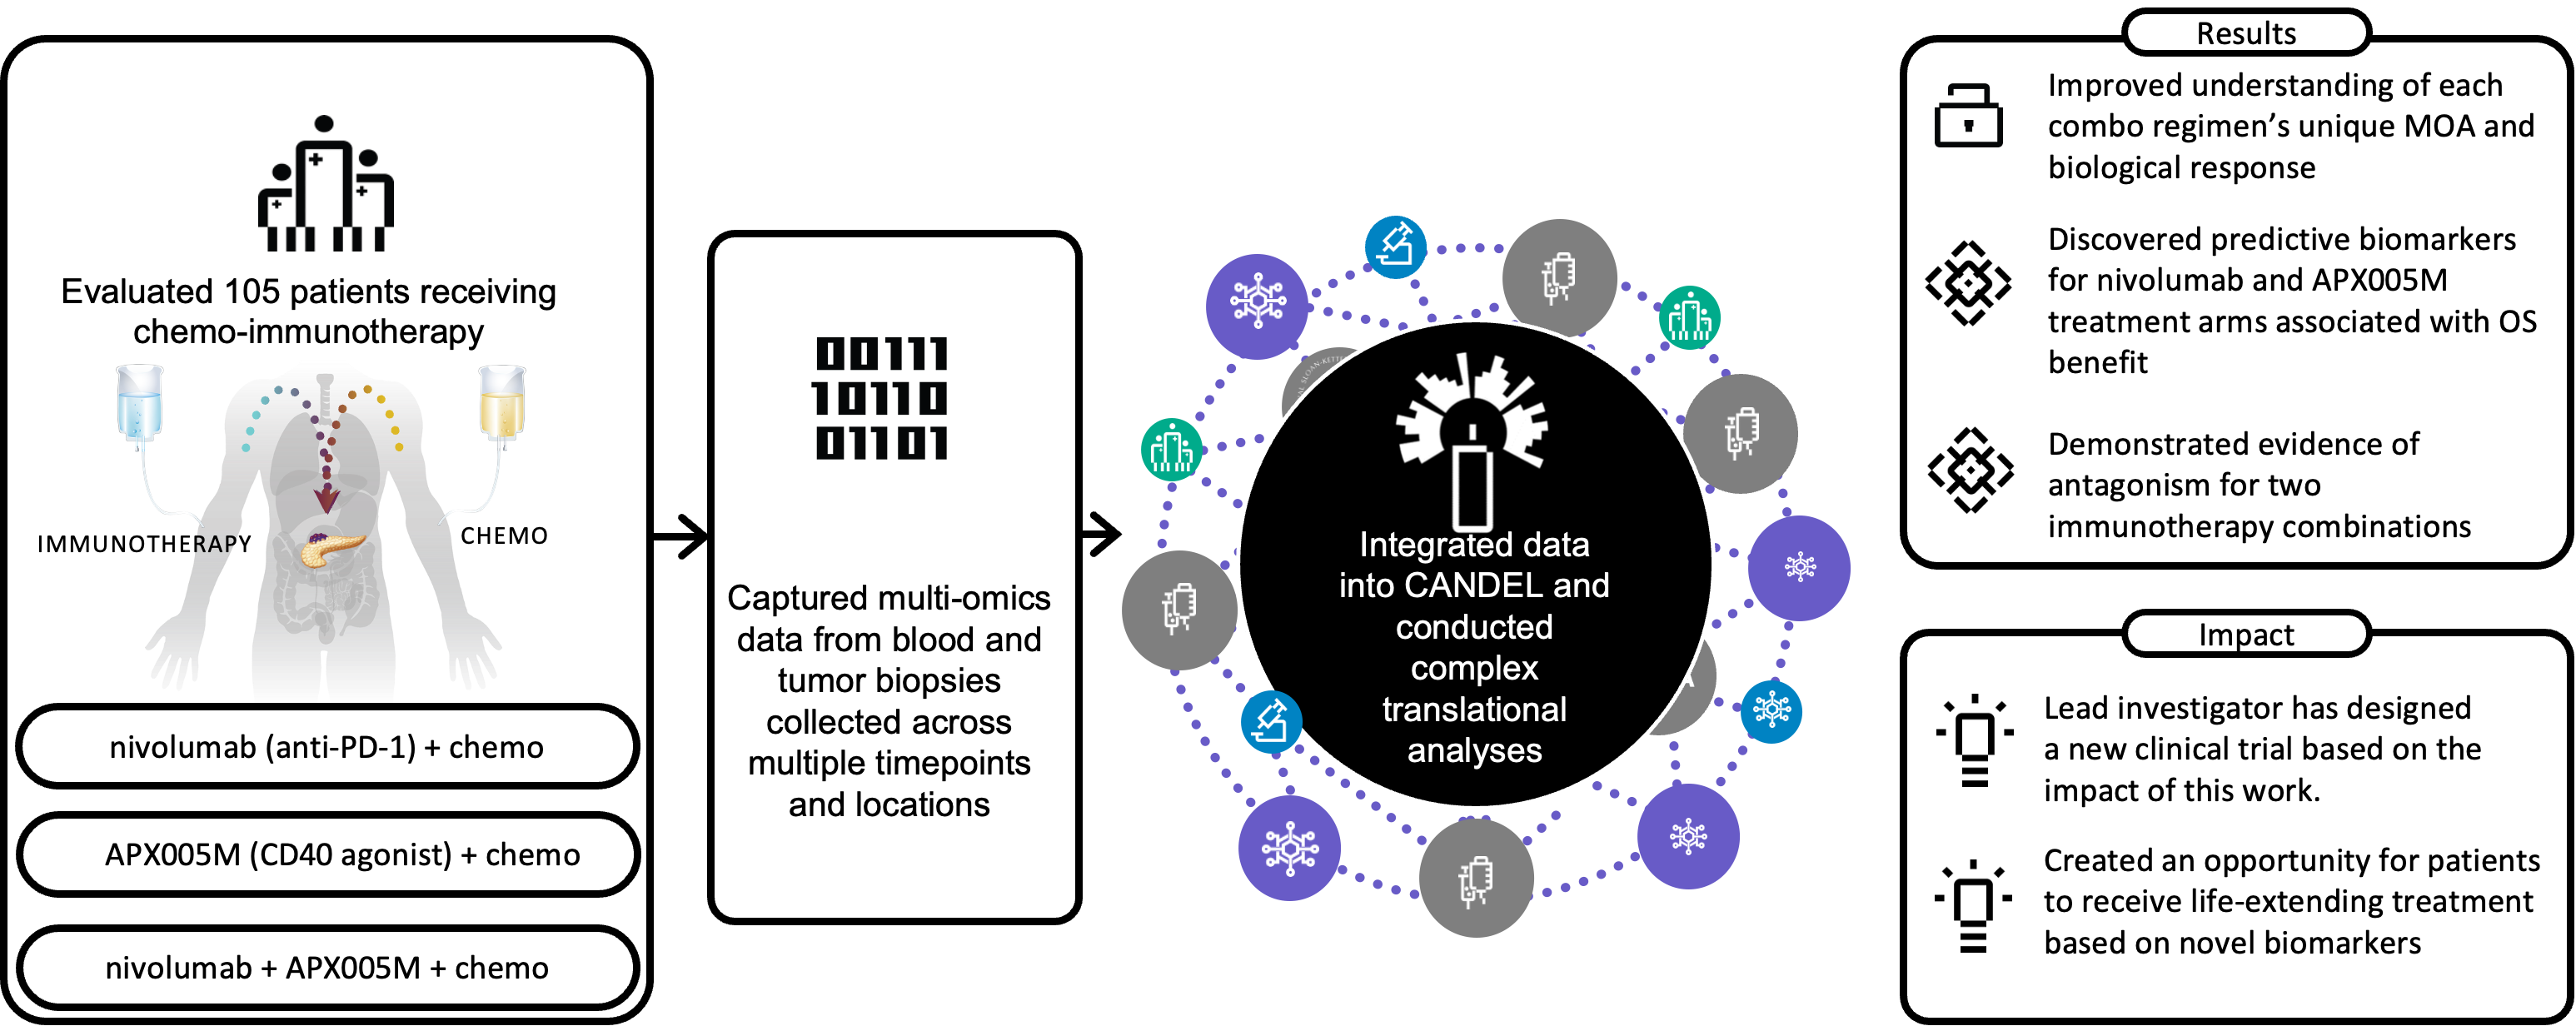 Evaluated 105 patients receiving
chemo-immunotherapy
IMMUNOTHERAPY
CHEMO
nivolumab (anti-PD-1) + chemo
APX005M (CD40 agonist) + chemo
nivolumab + APX005M + chemo
00111
10110
01101
Captured multi-omics
data from blood and
tumor biopsies
collected across
multiple timepoints
and locations
SLOAN-KETTE
Integrated data
into CANDEL and
conducted
complex
translational
analyses
Results
Improved understanding of each
combo regimen’s unique MOA and
biological response
Discovered predictive biomarkers
for nivolumab and APX005M
treatment arms associated with OS
benefit
Demonstrated evidence of
antagonism for two
immunotherapy combinations
Impact
Lead investigator has designed
a new clinical trial based on the
impact of this work.
Created an opportunity for patients
to receive life-extending treatment
based on novel biomarkers